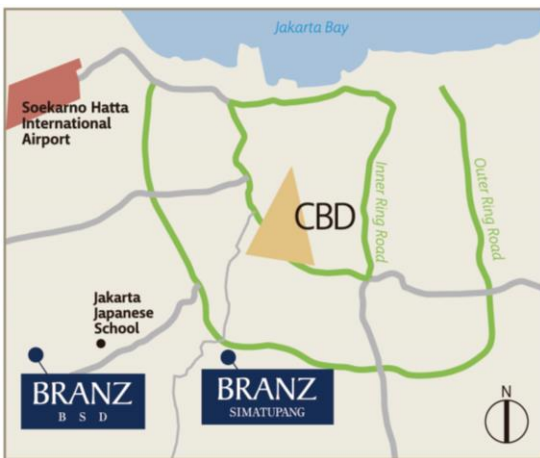 Jakarta Bay
Soekarno Hatta
International
Airport
CBD
Inner Ring Road
Outer Ring Road
Jakarta
Japanese
School
BRANZ
B S D
BRANZ
SIMATUPANG
N